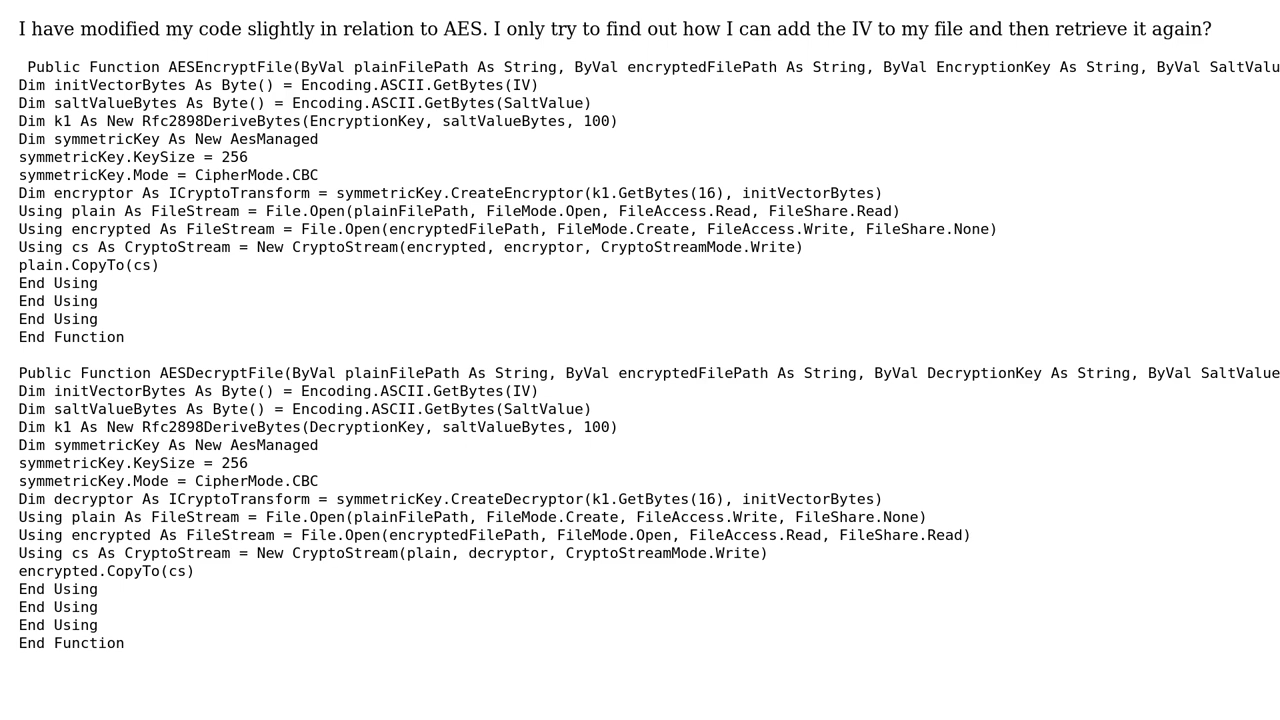 I have modified my code slightly in relation to AES. I only try to find out how I can add the IV to my file and then retrieve it again?
Public Function AESEncryptFile(ByVal plainFilePath As String, ByVal encryptedFilePath As String, ByVal EncryptionKey As String, ByVal SaltValu
Dim initVectorBytes As Byte() = Encoding.ASCII.GetBytes(IV)
Dim saltValueBytes As Byte() = Encoding.ASCII.GetBytes(SaltValue)
Dim k1 As New Rfc2898DeriveBytes(EncryptionKey, saltValueBytes, 100)
Dim symmetricKey As New AesManaged
symmetricKey.KeySize = 256
symmetricKey.Mode = CipherMode.CBC
Dim encryptor As ICryptoTransform = symmetricKey.CreateEncryptor(k1.GetBytes(16), initVectorBytes)
Using plain As FileStream = File.Open(plainFilePath, FileMode.Open, FileAccess.Read, FileShare.Read)
Using encrypted As FileStream = File.Open(encryptedFilePath, FileMode.Create, FileAccess.Write, FileShare.None)
Using cs As CryptoStream = New CryptoStream(encrypted, encryptor, CryptoStreamMode.Write)
plain.CopyTo(cs)
End Using
End Using
End Using
End Function
Public Function AESDecryptFile(ByVal plainFilePath As String, ByVal encryptedFilePath As String, ByVal DecryptionKey As String, ByVal SaltValue
Dim initVectorBytes As Byte() = Encoding.ASCII.GetBytes(IV)
Dim saltValueBytes As Byte() = Encoding.ASCII.GetBytes(SaltValue)
Dim k1 As New Rfc2898DeriveBytes(DecryptionKey, saltValueBytes, 100)
Dim symmetricKey As New AesManaged
symmetricKey.KeySize = 256
symmetricKey.Mode = CipherMode.CBC
Dim decryptor As ICryptoTransform = symmetricKey.CreateDecryptor(k1.GetBytes(16), initVectorBytes)
Using plain As FileStream = File.Open(plainFilePath, FileMode.Create, FileAccess.Write, FileShare.None)
Using encrypted As FileStream = File.Open(encryptedFilePath, FileMode.Open, FileAccess.Read, FileShare.Read)
Using cs As CryptoStream = New CryptoStream(plain, decryptor, CryptoStreamMode.Write)
encrypted.CopyTo(cs)
End Using
End Using
End Using
End Function